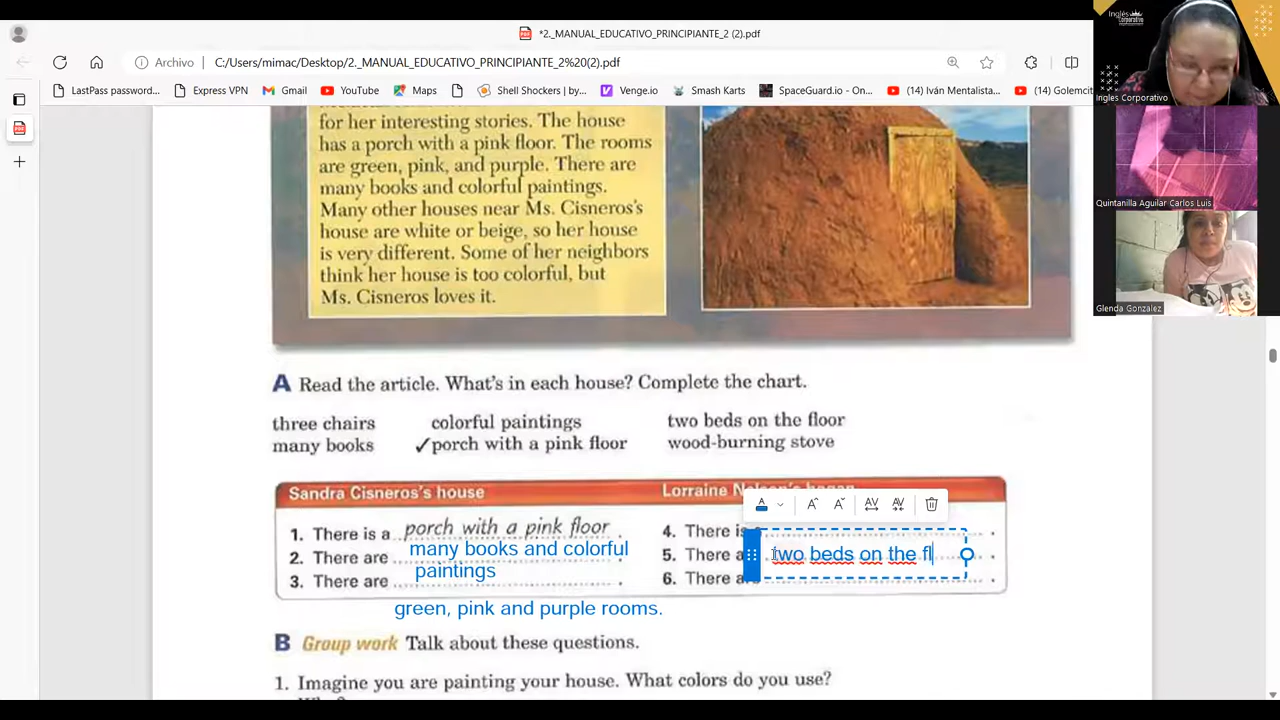 *2._MANUAL_EDUCATIVO_PRINCIPIANTE_2 (2).pdf
Archivo
C:/Users/mimac/Desktop/2._MANUAL_EDUCATIVO_PRINCIPIANTE_2%20(2).pdf
LastPass password...
Express VPN
Gmail
YouTube
Maps
Shell Shockers | by...
Venge.io
Smash Karts
SpaceGuard.io - On...
(14) Iván Mentalista...
(14) Golemcit
Inglés
Corporativo
Ingles Corporativo
Quintanilla Aguilar Carlos Luis
Glenda Gonzalez
for her interesting stories. The house
has a porch with a pink floor. The rooms
are green, pink, and purple. There are
many books and colorful paintings.
Many other houses near Ms. Cisneros's
house are white or beige, so her house
is very different. Some of her neighbors
think her house is too colorful, but
Ms. Cisneros loves it.
A Read the article. What's in each house? Complete the chart.
three chairs colorful paintings two beds on the floor
many books ✓porch with a pink floor wood-burning stove
Sandra Cisneros's house
1. There is a porch with a pink floor .
2. There are many books and colorful
paintings
3. There are .
green, pink and purple rooms.
Lorraine
4. There is
5. There a two beds on the fl
6. There
B Group work Talk about these questions.
1. Imagine you are painting your house. What colors do you use?